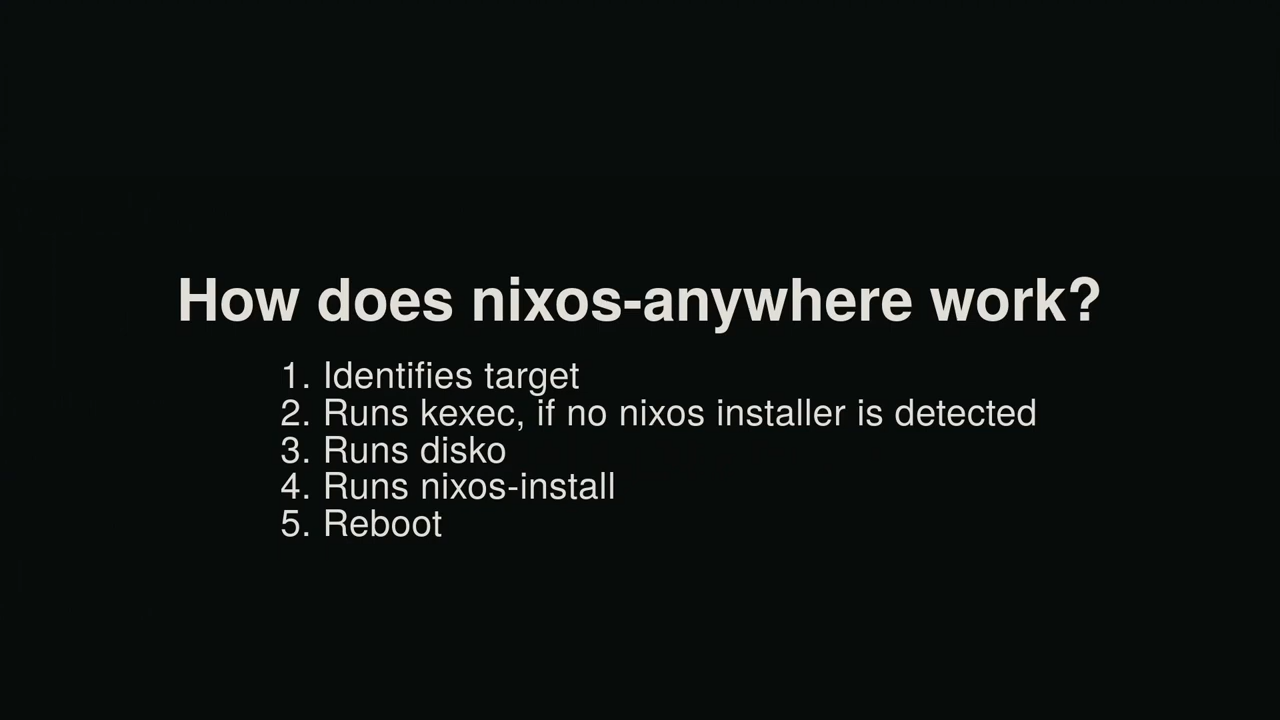 How does nixos-anywhere work?
1. Identifies target
2. Runs kexec, if no nixos installer is detected
3. Runs disko
4. Runs nixos-install
5. Reboot